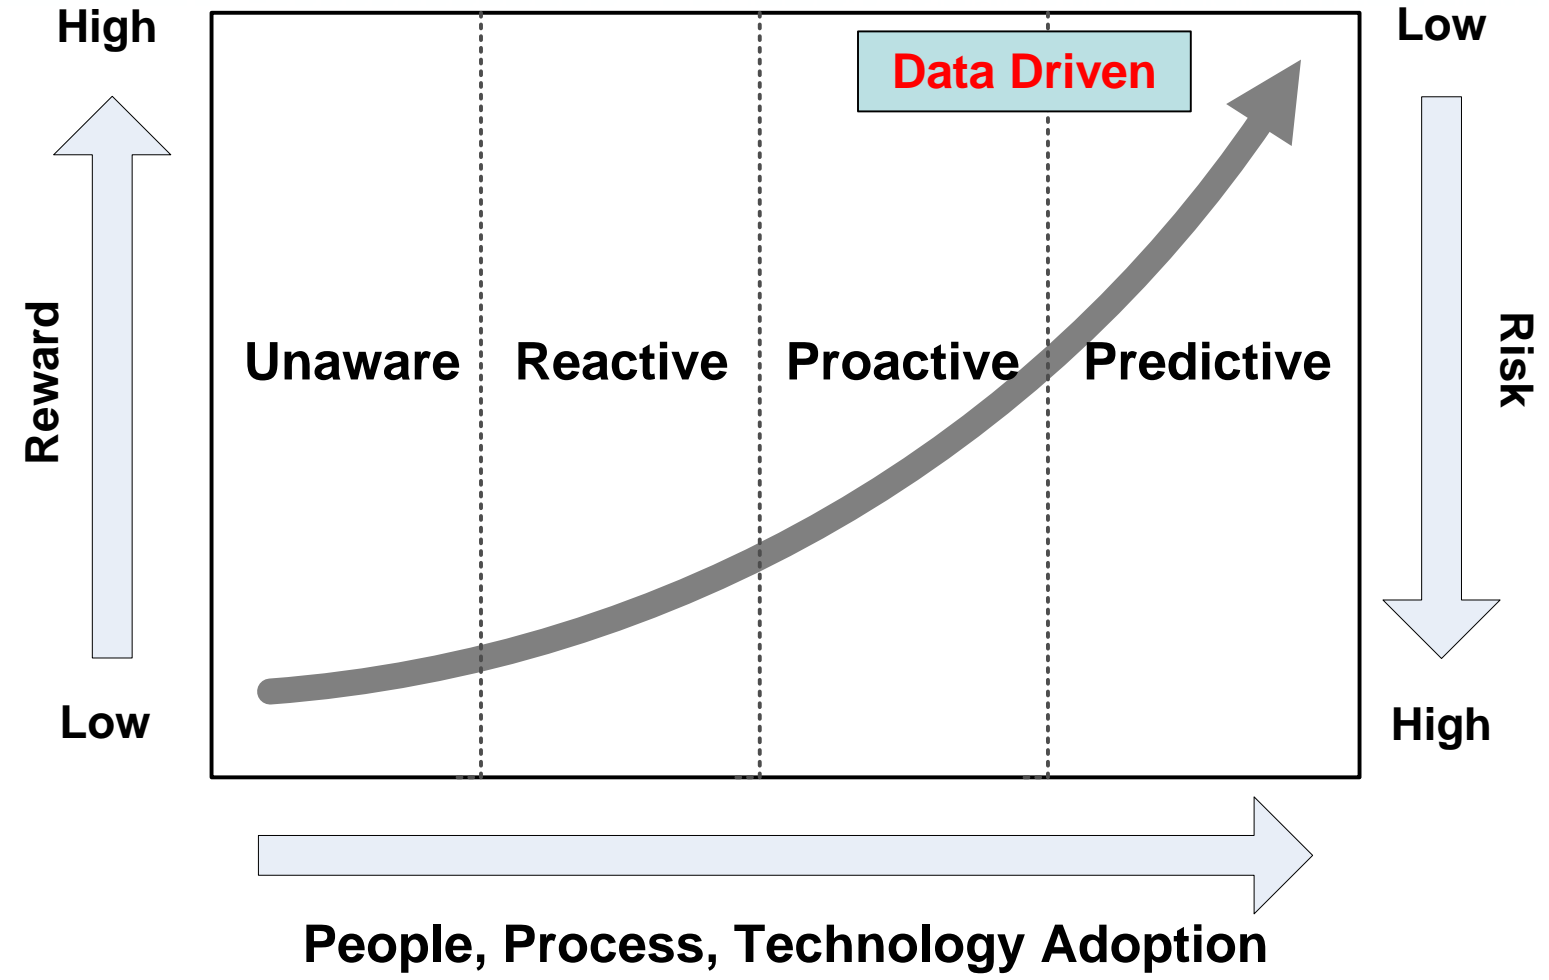 High
Low
Data Driven
Reward
Unaware
Reactive
Proactive
Predictive
Risk
Low
High
People, Process, Technology Adoption